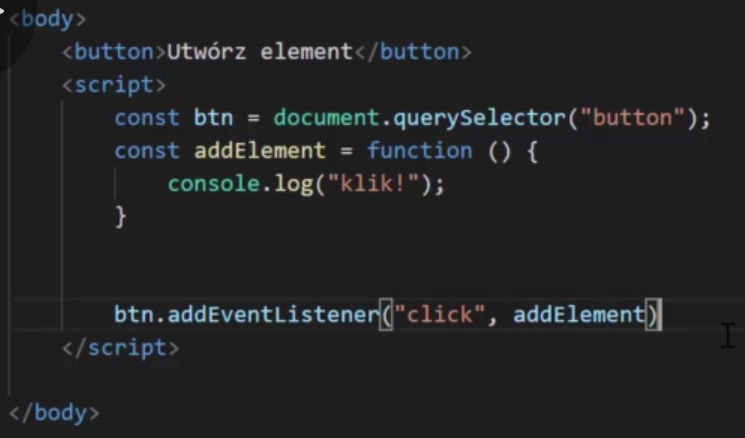 <body>
<button>Utwórz element</button>
<script>
const btn = document.querySelector("button");
const addElement = function () {
console.log("klik!");
}
btn.addEventListener("click", addElement)
</script>
</body>